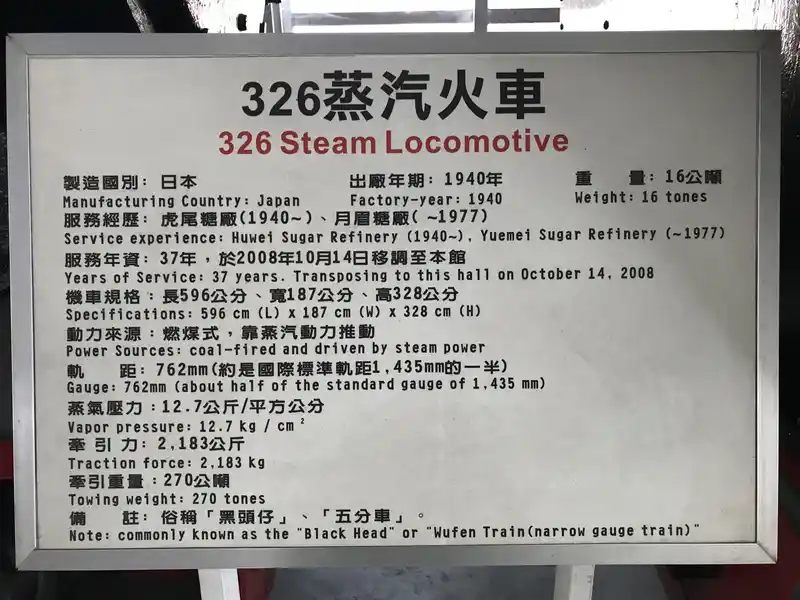 326蒸汽火車
326 Steam Locomotive
製造國別: 日本 出廠年期: 1940年 重 量: 16公噸
Manufacturing Country: Japan Factory-year: 1940 Weight: 16 tones
服務經歷: 虎尾糖廠(1940~)、月眉糖廠( ~1977)
Service experience: Huwei Sugar Refinery (1940~), Yuemei Sugar Refinery (~1977)
服務年資: 37年，於2008年10月14日移調至本館
Years of Service: 37 years. Transposing to this hall on October 14, 2008
機車規格：長596公分、寬187公分、高328公分
Specifications: 596 cm (L) x 187 cm (W) x 328 cm (H)
動力來源：燃煤式，靠蒸汽動力推動
Power Sources: coal-fired and driven by steam power
軌 距: 762mm(約是國際標準軌距1,435mm的一半)
Gauge: 762mm (about half of the standard gauge of 1,435 mm)
蒸氣壓力：12.7公斤/平方公分
Vapor pressure: 12.7 kg / cm²
牽 引 力: 2,183公斤
Traction force: 2,183 kg
牽引重量：270公噸
Towing weight: 270 tones
備 註: 俗稱「黑頭仔」、「五分車」。
Note: commonly known as the "Black Head" or "Wufen Train(narrow gauge train)"